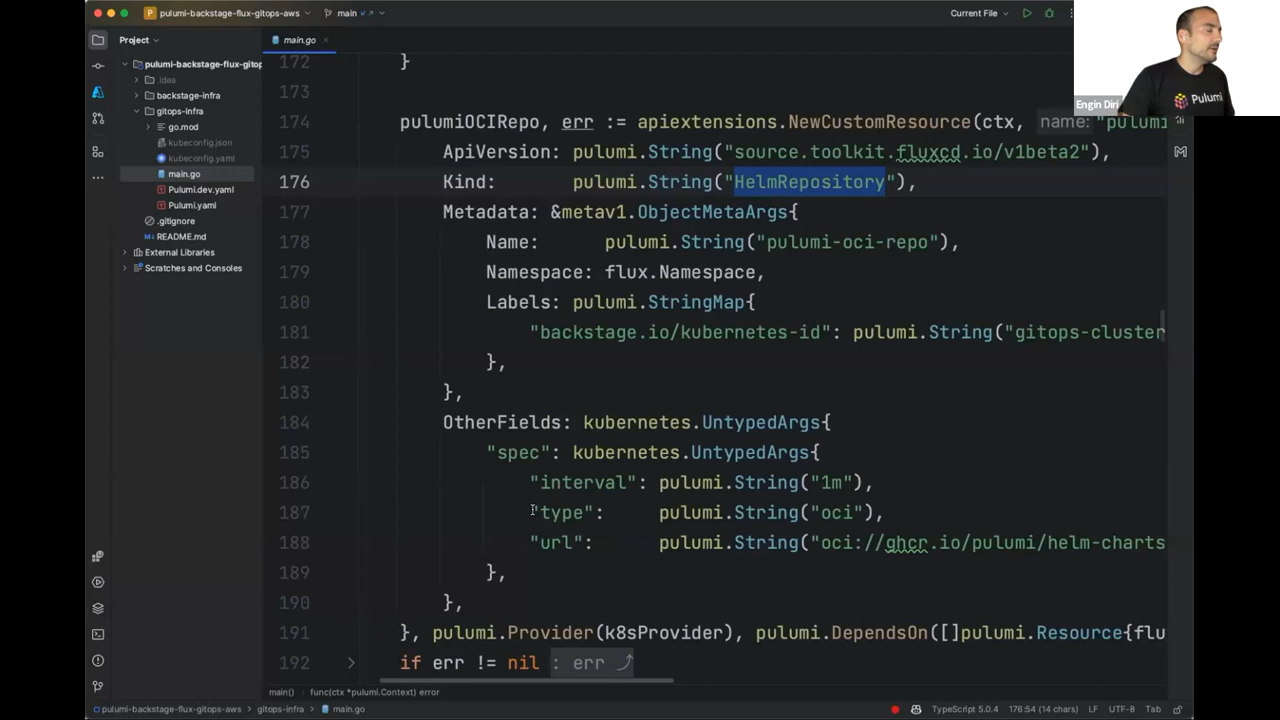 pulumi-backstage-flux-gitops-aws
main
Current File
Project
main.go
pulumi-backstage-flux-gitop
.idea
backstage-infra
gitops-infra
go.mod
kubeconfig.json
kubeconfig.yaml
main.go
Pulumi.dev.yaml
Pulumi.yaml
.gitignore
README.md
External Libraries
Scratches and Consoles
172 }
173
174 pulumiOCIRepo, err := apiextensions.NewCustomResource(ctx, name: "pulumi
175 ApiVersion: pulumi.String("source.toolkit.fluxcd.io/v1beta2"),
176 Kind: pulumi.String("HelmRepository"),
177 Metadata: &metav1.ObjectMetaArgs{
178 Name: pulumi.String("pulumi-oci-repo"),
179 Namespace: flux.Namespace,
180 Labels: pulumi.StringMap{
181 "backstage.io/kubernetes-id": pulumi.String("gitops-cluster
182 },
183 },
184 OtherFields: kubernetes.UntypedArgs{
185 "spec": kubernetes.UntypedArgs{
186 "interval": pulumi.String("1m"),
187 "type": pulumi.String("oci"),
188 "url": pulumi.String("oci://ghcr.io/pulumi/helm-charts
189 },
190 },
191 }, pulumi.Provider(k8sProvider), pulumi.DependsOn([]pulumi.Resource{flu
192 if err != nil : err
main() func(ctx *pulumi.Context) error
pulumi-backstage-flux-gitops-aws gitops-infra main.go
TypeScript 5.0.4 176:54 (14 chars) LF UTF-8 Tab
Engin Diri
Pulumi